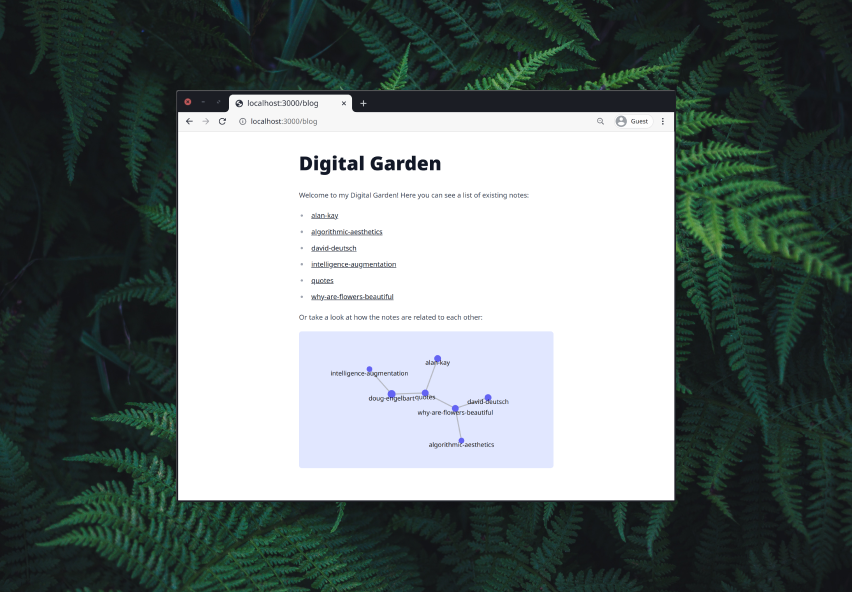 localhost:3000/blog
localhost:3000/blog
Guest
Digital Garden
Welcome to my Digital Garden! Here you can see a list of existing notes:
alan-kay
algorithmic-aesthetics
david-deutsch
intelligence-augmentation
quotes
why-are-flowers-beautiful
Or take a look at how the notes are related to each other:
alan-kay
intelligence-augmentation
doug-engelbart
quotes
david-deutsch
why-are-flowers-beautiful
algorithmic-aesthetics